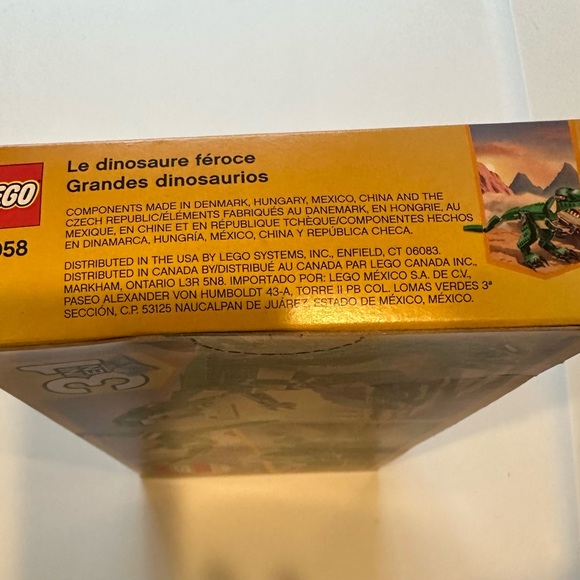 Le dinosaure féroce
Grandes dinosaurios
EGO
058
COMPONENTS MADE IN DENMARK, HUNGARY, MEXICO, CHINA AND THE
CZECH REPUBLIC/ÉLÉMENTS FABRIQUÉS AU DANEMARK, EN HONGRIE, AU
MEXIQUE, EN CHINE ET EN RÉPUBLIQUE TCHÈQUE/COMPONENTES HECHOS
EN DINAMARCA, HUNGRÍA, MÉXICO, CHINA Y REPÚBLICA CHECA.
DISTRIBUTED IN THE USA BY LEGO SYSTEMS, INC., ENFIELD, CT 06083.
DISTRIBUTED IN CANADA BY/DISTRIBUÉ AU CANADA PAR LEGO CANADA INC.,
MARKHAM, ONTARIO L3R 5N8. IMPORTADO POR: LEGO MÉXICO S.A. DE C.V.,
PASEO ALEXANDER VON HUMBOLDT 43-A, TORRE II PB COL. LOMAS VERDES 3ª
SECCIÓN, C.P. 53125 NAUCALPAN DE JUÁREZ, ESTADO DE MÉXICO, MÉXICO.
3